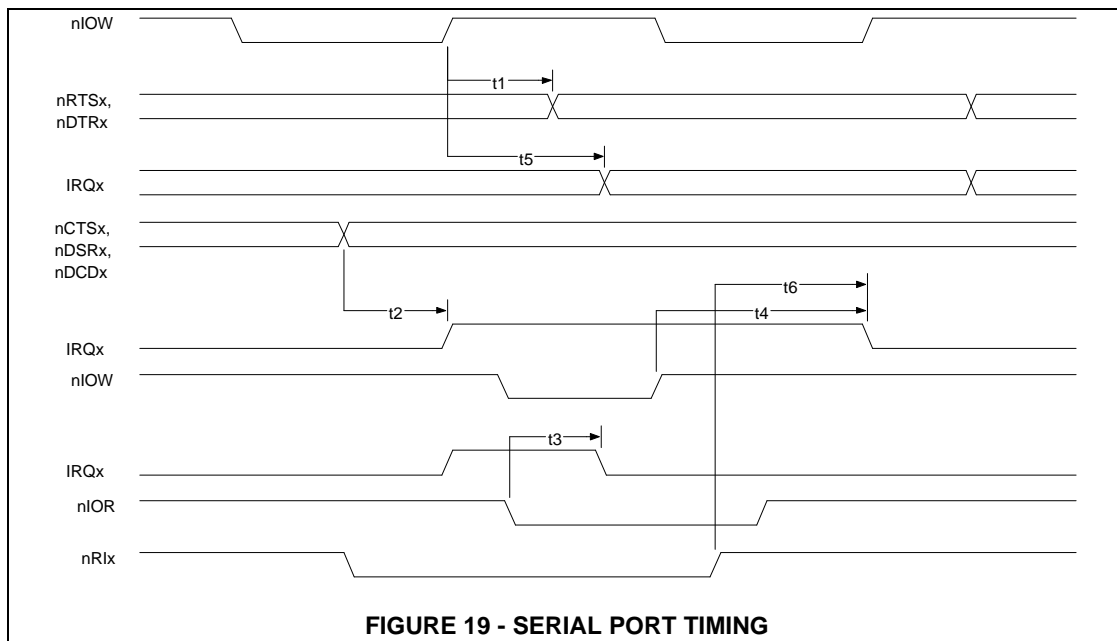 nIOW
t1
nRTSx,
nDTRx
t5
IRQx
nCTSx,
nDSRx,
nDCDx
t6
t2
t4
IRQx
nIOW
t3
IRQx
nIOR
nRIx
FIGURE 19 - SERIAL PORT TIMING